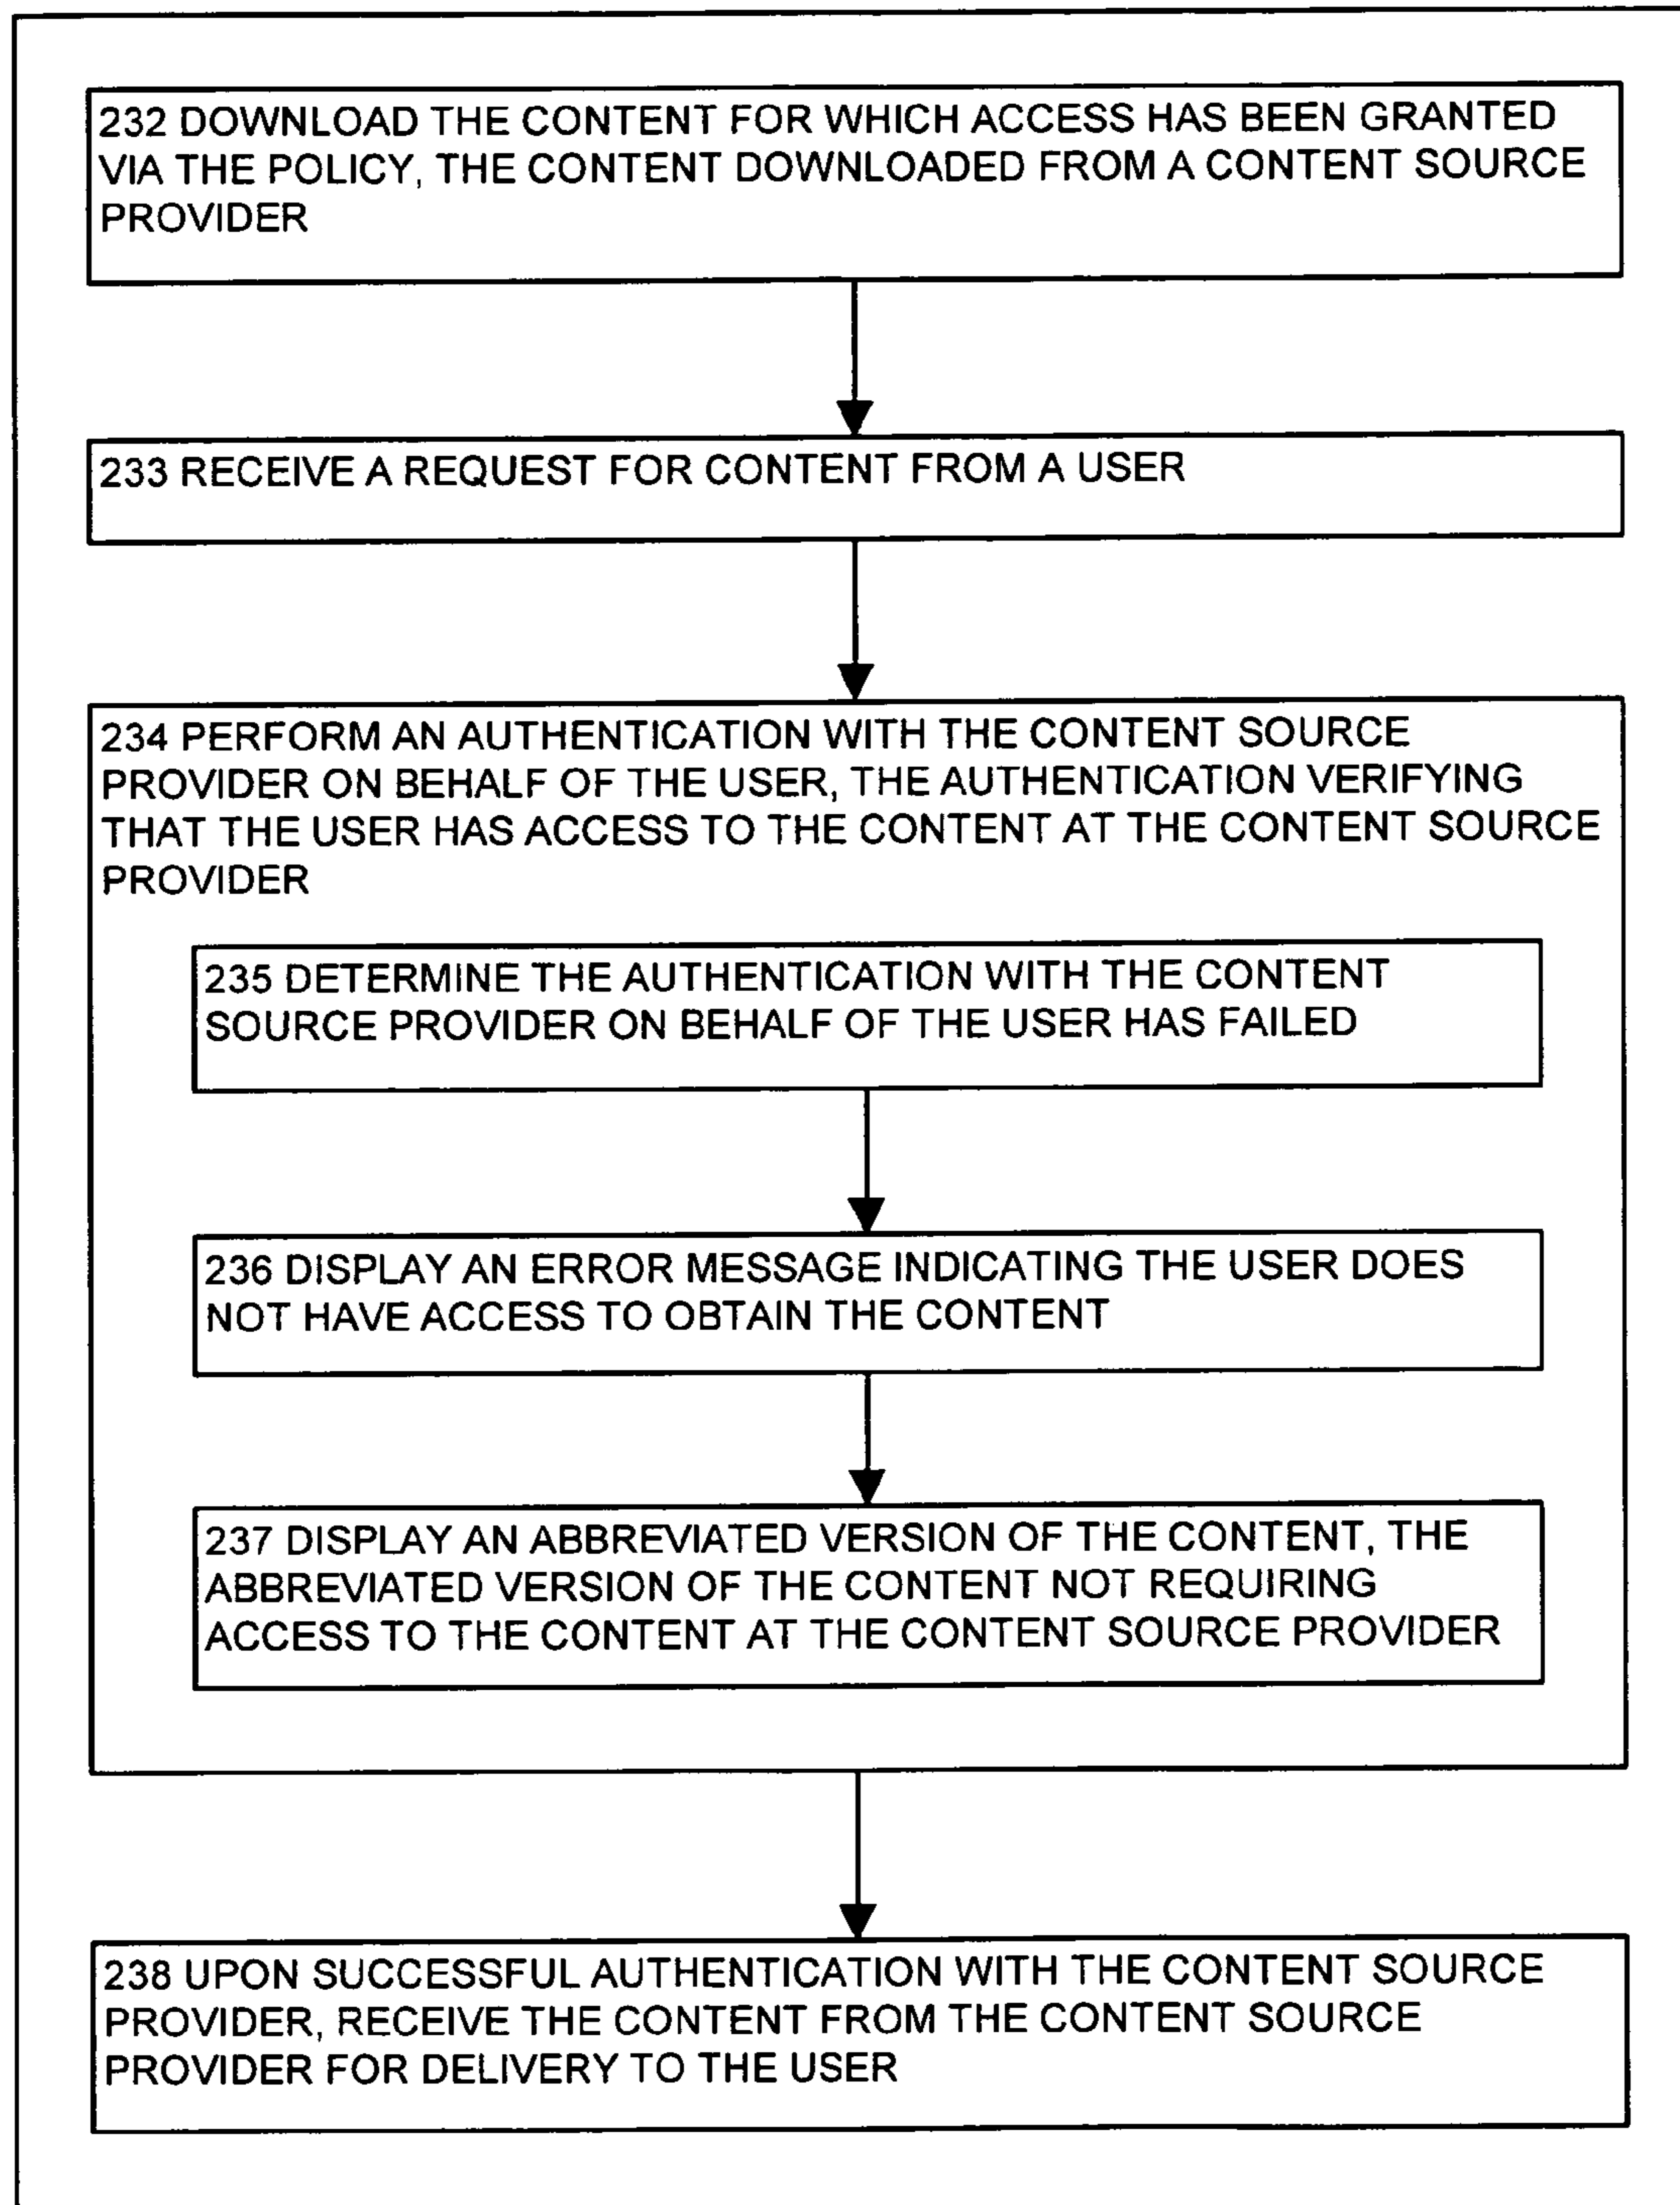 232 DOWNLOAD THE CONTENT FOR WHICH ACCESS HAS BEEN GRANTED
VIA THE POLICY, THE CONTENT DOWNLOADED FROM A CONTENT SOURCE
PROVIDER
233 RECEIVE A REQUEST FOR CONTENT FROM A USER
234 PERFORM AN AUTHENTICATION WITH THE CONTENT SOURCE
PROVIDER ON BEHALF OF THE USER, THE AUTHENTICATION VERIFYING
THAT THE USER HAS ACCESS TO THE CONTENT AT THE CONTENT SOURCE
PROVIDER
235 DETERMINE THE AUTHENTICATION WITH THE CONTENT
SOURCE PROVIDER ON BEHALF OF THE USER HAS FAILED
236 DISPLAY AN ERROR MESSAGE INDICATING THE USER DOES
NOT HAVE ACCESS TO OBTAIN THE CONTENT
237 DISPLAY AN ABBREVIATED VERSION OF THE CONTENT, THE
ABBREVIATED VERSION OF THE CONTENT NOT REQUIRING
ACCESS TO THE CONTENT AT THE CONTENT SOURCE PROVIDER
238 UPON SUCCESSFUL AUTHENTICATION WITH THE CONTENT SOURCE
PROVIDER, RECEIVE THE CONTENT FROM THE CONTENT SOURCE
PROVIDER FOR DELIVERY TO THE USER